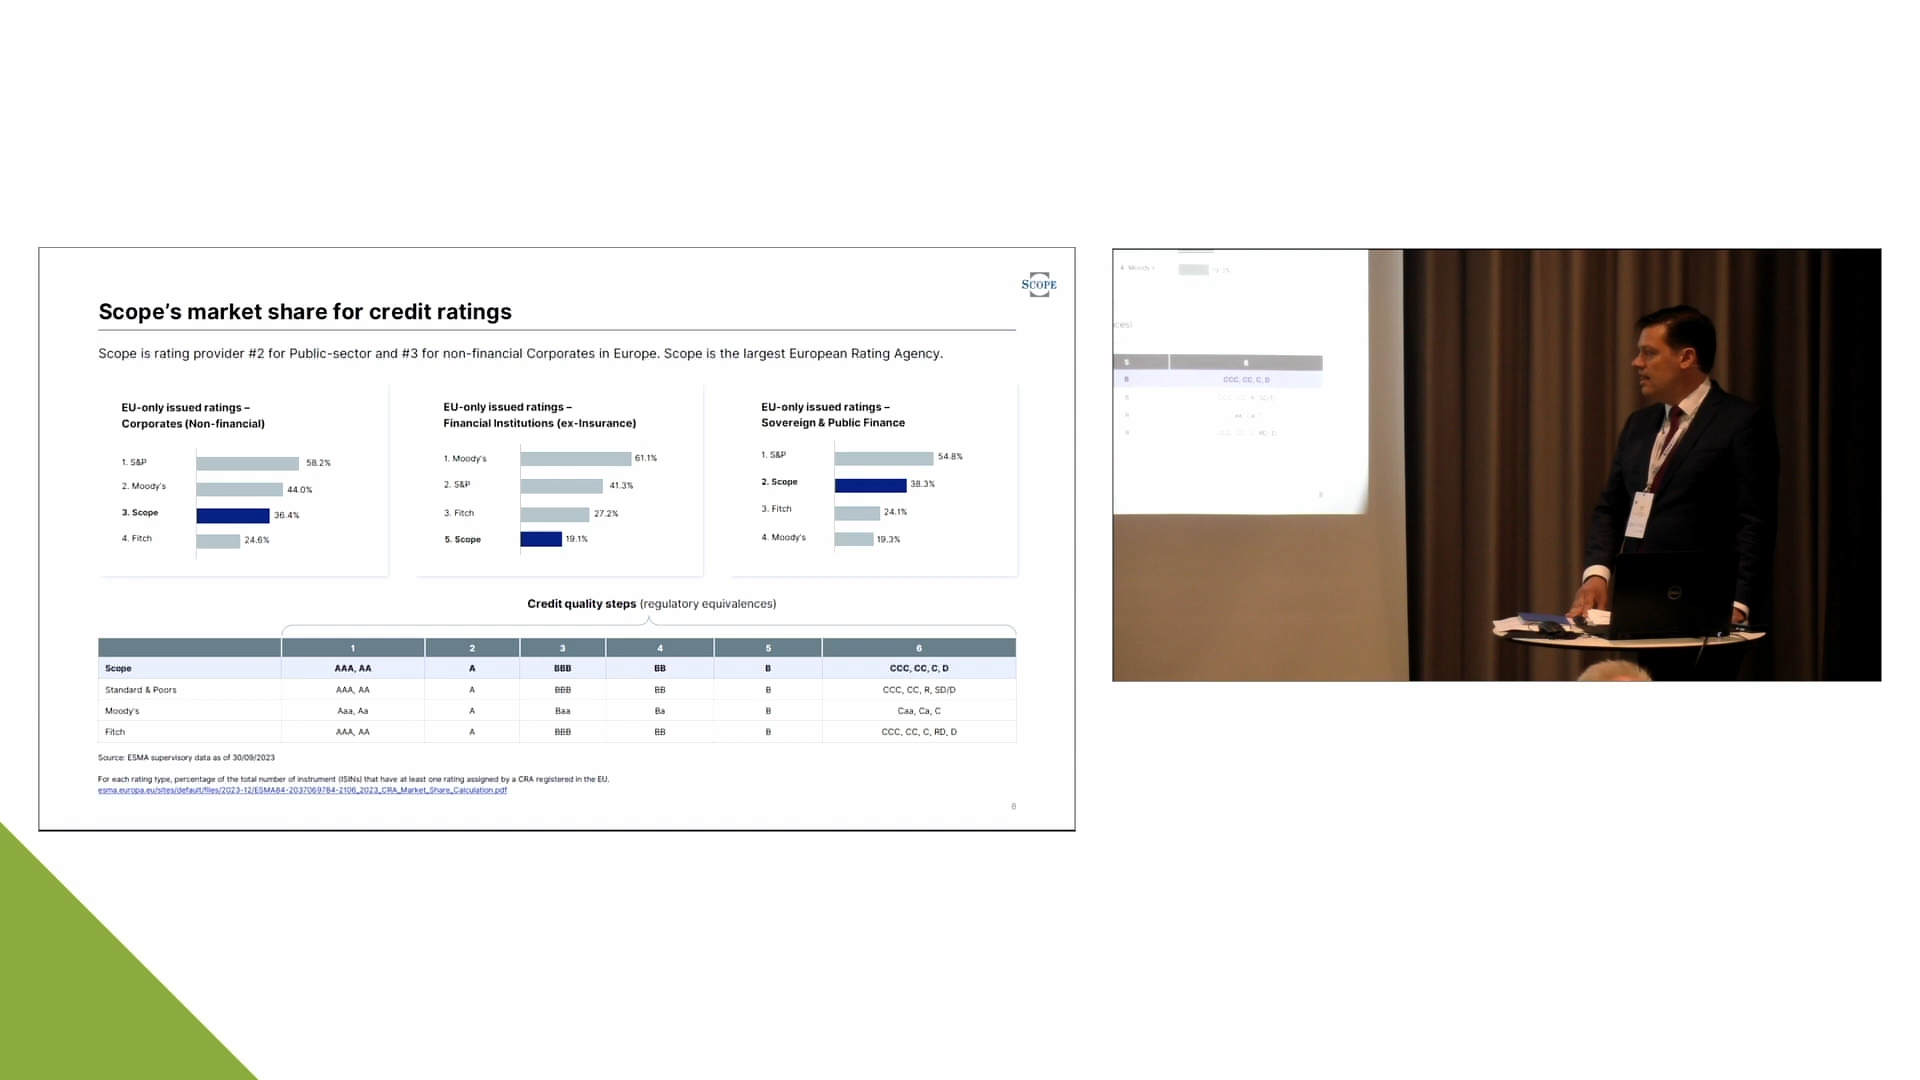 SCOPE
Scope's market share for credit ratings
Scope is rating provider #2 for Public-sector and #3 for non-financial Corporates in Europe. Scope is the largest European Rating Agency.
EU-only issued ratings –
Corporates (Non-financial)
1. S&P 58.2%
2. Moody's 44.0%
3. Scope 36.4%
4. Fitch 24.6%
EU-only issued ratings –
Financial Institutions (ex-Insurance)
1. Moody's 61.1%
2. S&P 41.3%
3. Fitch 27.2%
5. Scope 19.1%
EU-only issued ratings –
Sovereign & Public Finance
1. S&P 54.8%
2. Scope 38.3%
3. Fitch 24.1%
4. Moody's 19.3%
Credit quality steps (regulatory equivalences)
1 2 3 4 5 6
Scope AAA, AA A BBB BB B CCC, CC, C, D
Standard & Poors AAA, AA A BBB BB B CCC, CC, R, SD/D
Moody's Aaa, Aa A Baa Ba B Caa, Ca, C
Fitch AAA, AA A BBB BB B CCC, CC, C, RD, D
Source: ESMA supervisory data as of 30/09/2023
For each rating type, percentage of the total number of instrument (ISINs) that have at least one rating assigned by a CRA registered in the EU.
esma.europa.eu/sites/default/files/2023-12/ESMA84-2037069784-2106_2023_CRA_Market_Share_Calculation.pdf
8
4. Moody's 19.3%
5 6
B CCC, CC, C, D